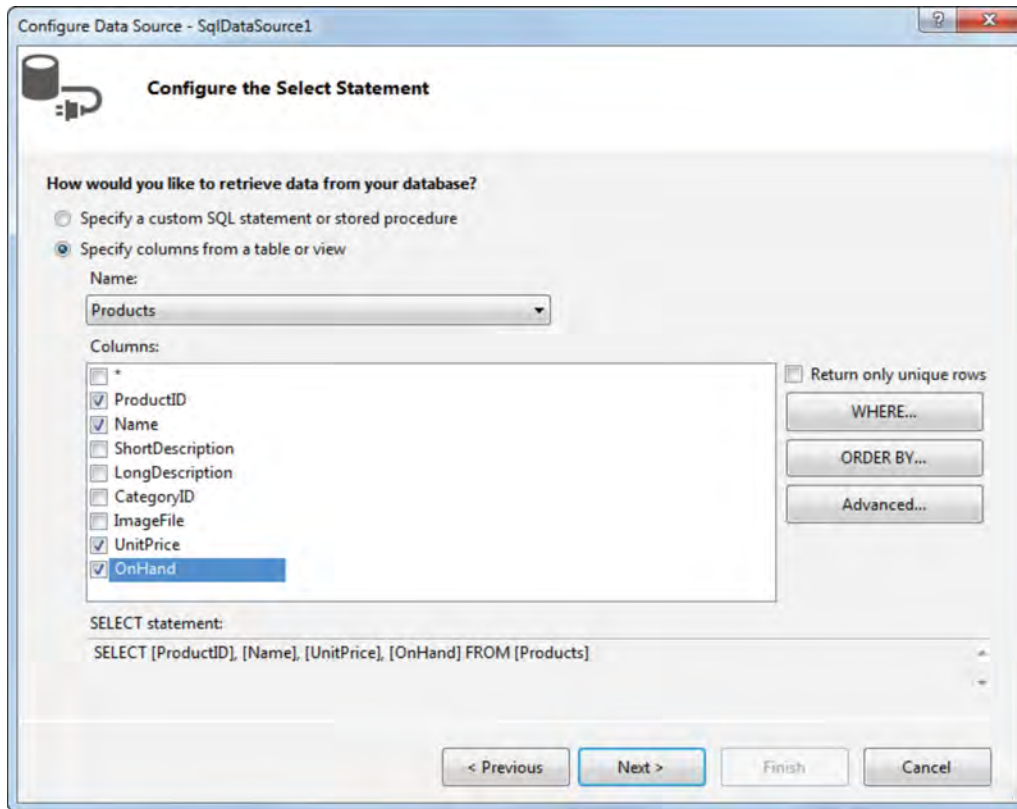 Configure Data Source - SqlDataSource1
Configure the Select Statement
How would you like to retrieve data from your database?
Specify a custom SQL statement or stored procedure
Specify columns from a table or view
Name:
Products
Columns:
*
Return only unique rows
ProductID
Name
WHERE...
ShortDescription
ORDER BY...
LongDescription
CategoryID
Advanced...
ImageFile
UnitPrice
OnHand
SELECT statement:
SELECT [ProductID], [Name], [UnitPrice], [OnHand] FROM [Products]
< Previous Next > Finish Cancel